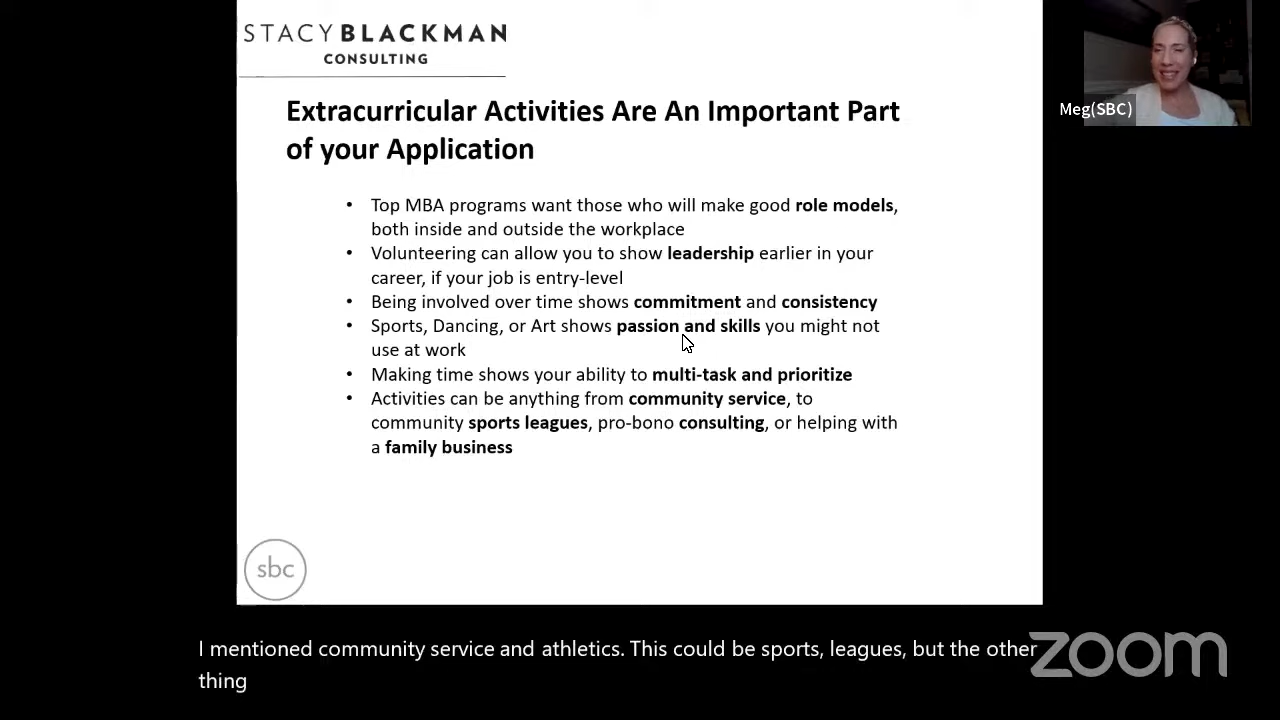 STACYBLACKMAN
CONSULTING
Extracurricular Activities Are An Important Part
of your Application
• Top MBA programs want those who will make good role models,
both inside and outside the workplace
• Volunteering can allow you to show leadership earlier in your
career, if your job is entry-level
• Being involved over time shows commitment and consistency
• Sports, Dancing, or Art shows passion and skills you might not
use at work
• Making time shows your ability to multi-task and prioritize
• Activities can be anything from community service, to
community sports leagues, pro-bono consulting, or helping with
a family business
sbc
Meg(SBC)
I mentioned community service and athletics. This could be sports, leagues, but the other
thing
zoom